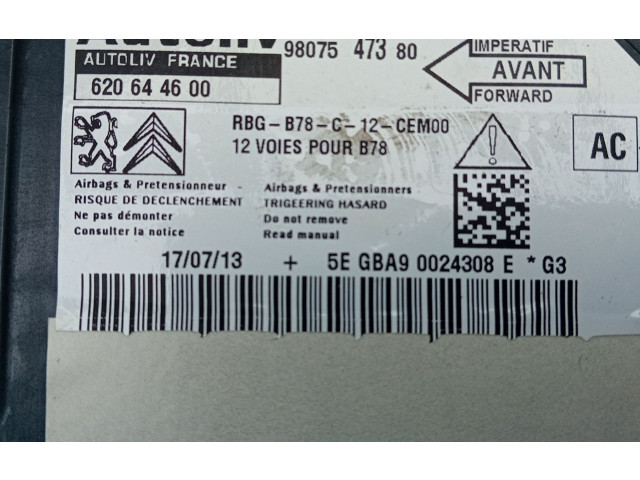 Autoliv
98075 473 80
IMPERATIF
AVANT
FORWARD
AUTOLIV FRANCE
620 64 46 00
RBG-B78-C-12-CEM00
12 VOIES POUR B78
AC
Airbags & Pretensionneur -
RISQUE DE DECLENCHEMENT
Ne pas démonter
Consulter la notice
Airbags & Pretensionners
TRIGEERING HASARD
Do not remove
Read manual
17/07/13 + 5E GBA9 0024308 E * G3